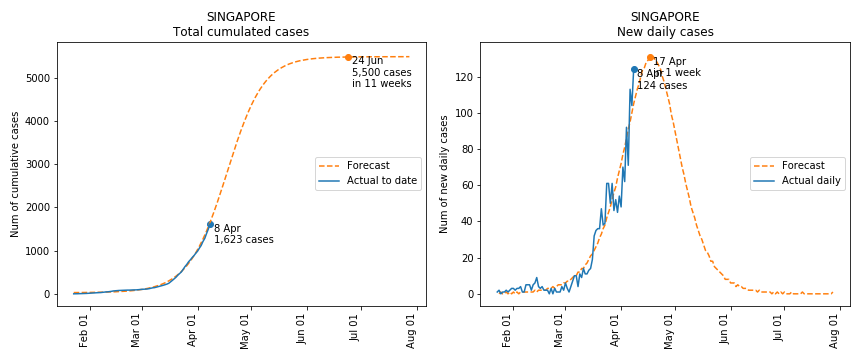 SINGAPORE
Total cumulated cases
Num of cumulative cases
5000
4000
3000
2000
1000
0
Feb 01
Mar 01
Apr 01
May 01
Jun 01
Jul 01
Aug 01
24 Jun
5,500 cases
in 11 weeks
Forecast
Actual to date
8 Apr
1,623 cases
SINGAPORE
New daily cases
Num of new daily cases
120
100
80
60
40
20
0
Feb 01
Mar 01
Apr 01
May 01
Jun 01
Jul 01
Aug 01
17 Apr
in 1 week
8 Apr
124 cases
Forecast
Actual daily